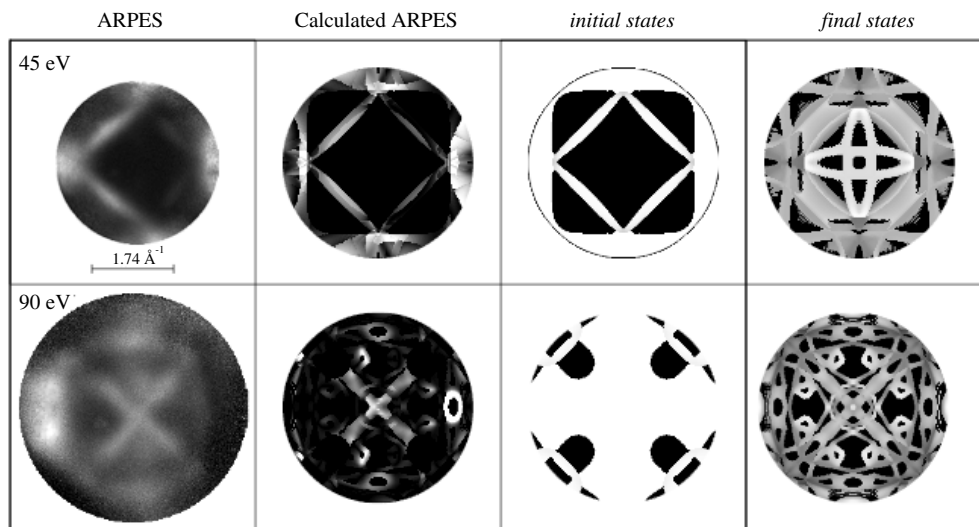 ARPES
Calculated ARPES
initial states
final states
45 eV
1.74 Å-1
90 eV